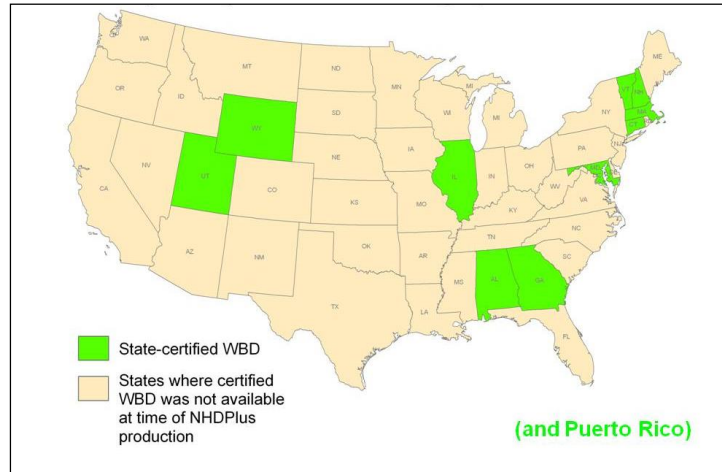 WA
MT
ND
MN
ME
OR
ID
WY
SD
WI
MI
MI
NY
VT
NH
MA
CT
NV
UT
NE
IA
PA
NJ
CA
CO
KS
MO
IL
IN
OH
WV
VA
KY
AZ
NM
OK
AR
TN
NC
SC
TX
LA
MS
AL
GA
FL
State-certified WBD
States where certified
WBD was not available
at time of NHDPlus
production
(and Puerto Rico)